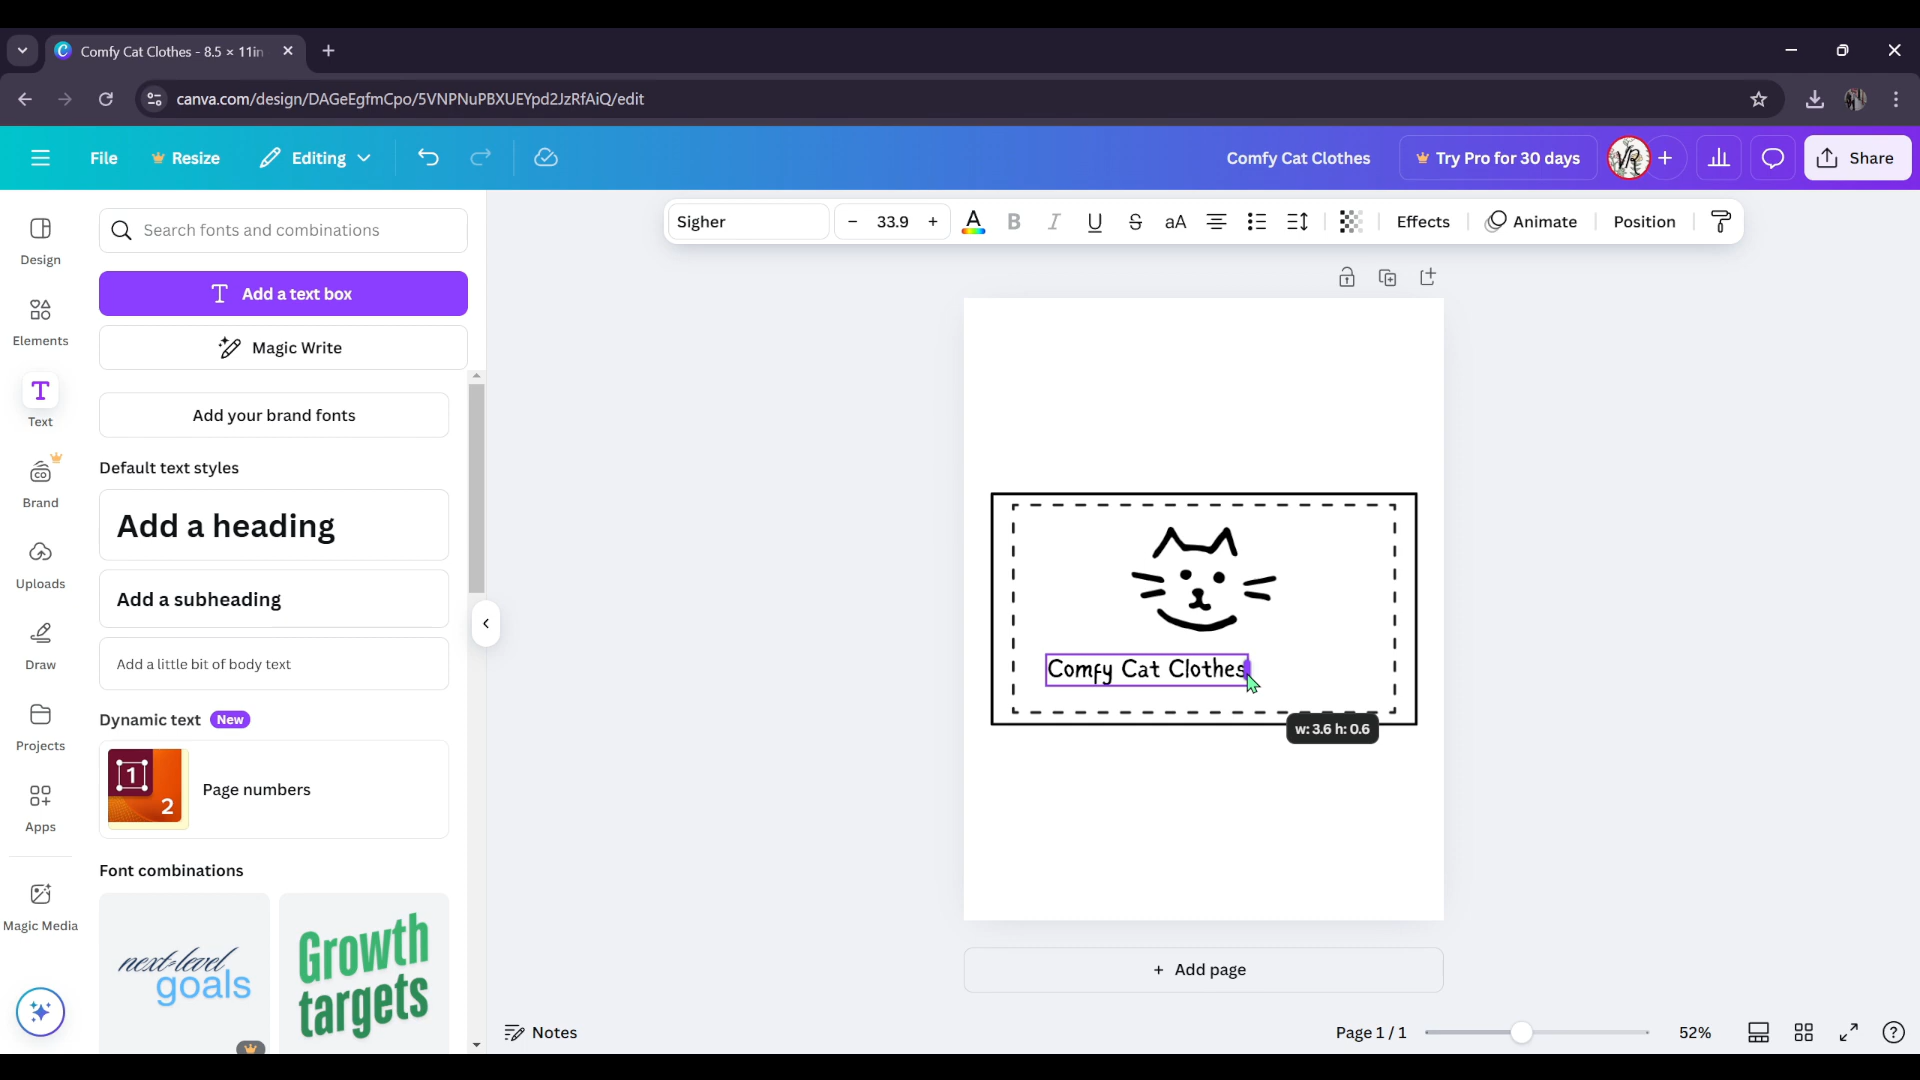 Comfy Cat Clothes - 8.5 × 11in
canva.com/design/DAGeEgfmCpo/5VNPNuPBXUEYpd2JzRfAiQ/edit
File
Resize
Editing
Comfy Cat Clothes
Try Pro for 30 days
Share
Design
Elements
Text
Brand
Uploads
Draw
Projects
Apps
Magic Media
Search fonts and combinations
Add a text box
Magic Write
Add your brand fonts
Default text styles
Add a heading
Add a subheading
Add a little bit of body text
Dynamic text New
1
2
Page numbers
Font combinations
next-level
goals
Growth
targets
Sigher
− 33.9 +
A B I U S aA
Effects
Animate
Position
Comfy Cat Clothes
w: 3.6 h: 0.6
+ Add page
Notes
Page 1 / 1
52%